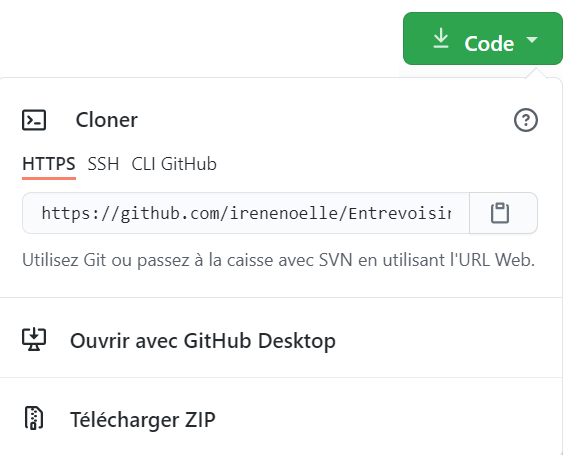 Code
Cloner
HTTPS SSH CLI GitHub
https://github.com/irenenoelle/Entrevoisin
Utilisez Git ou passez à la caisse avec SVN en utilisant l'URL Web.
Ouvrir avec GitHub Desktop
Télécharger ZIP